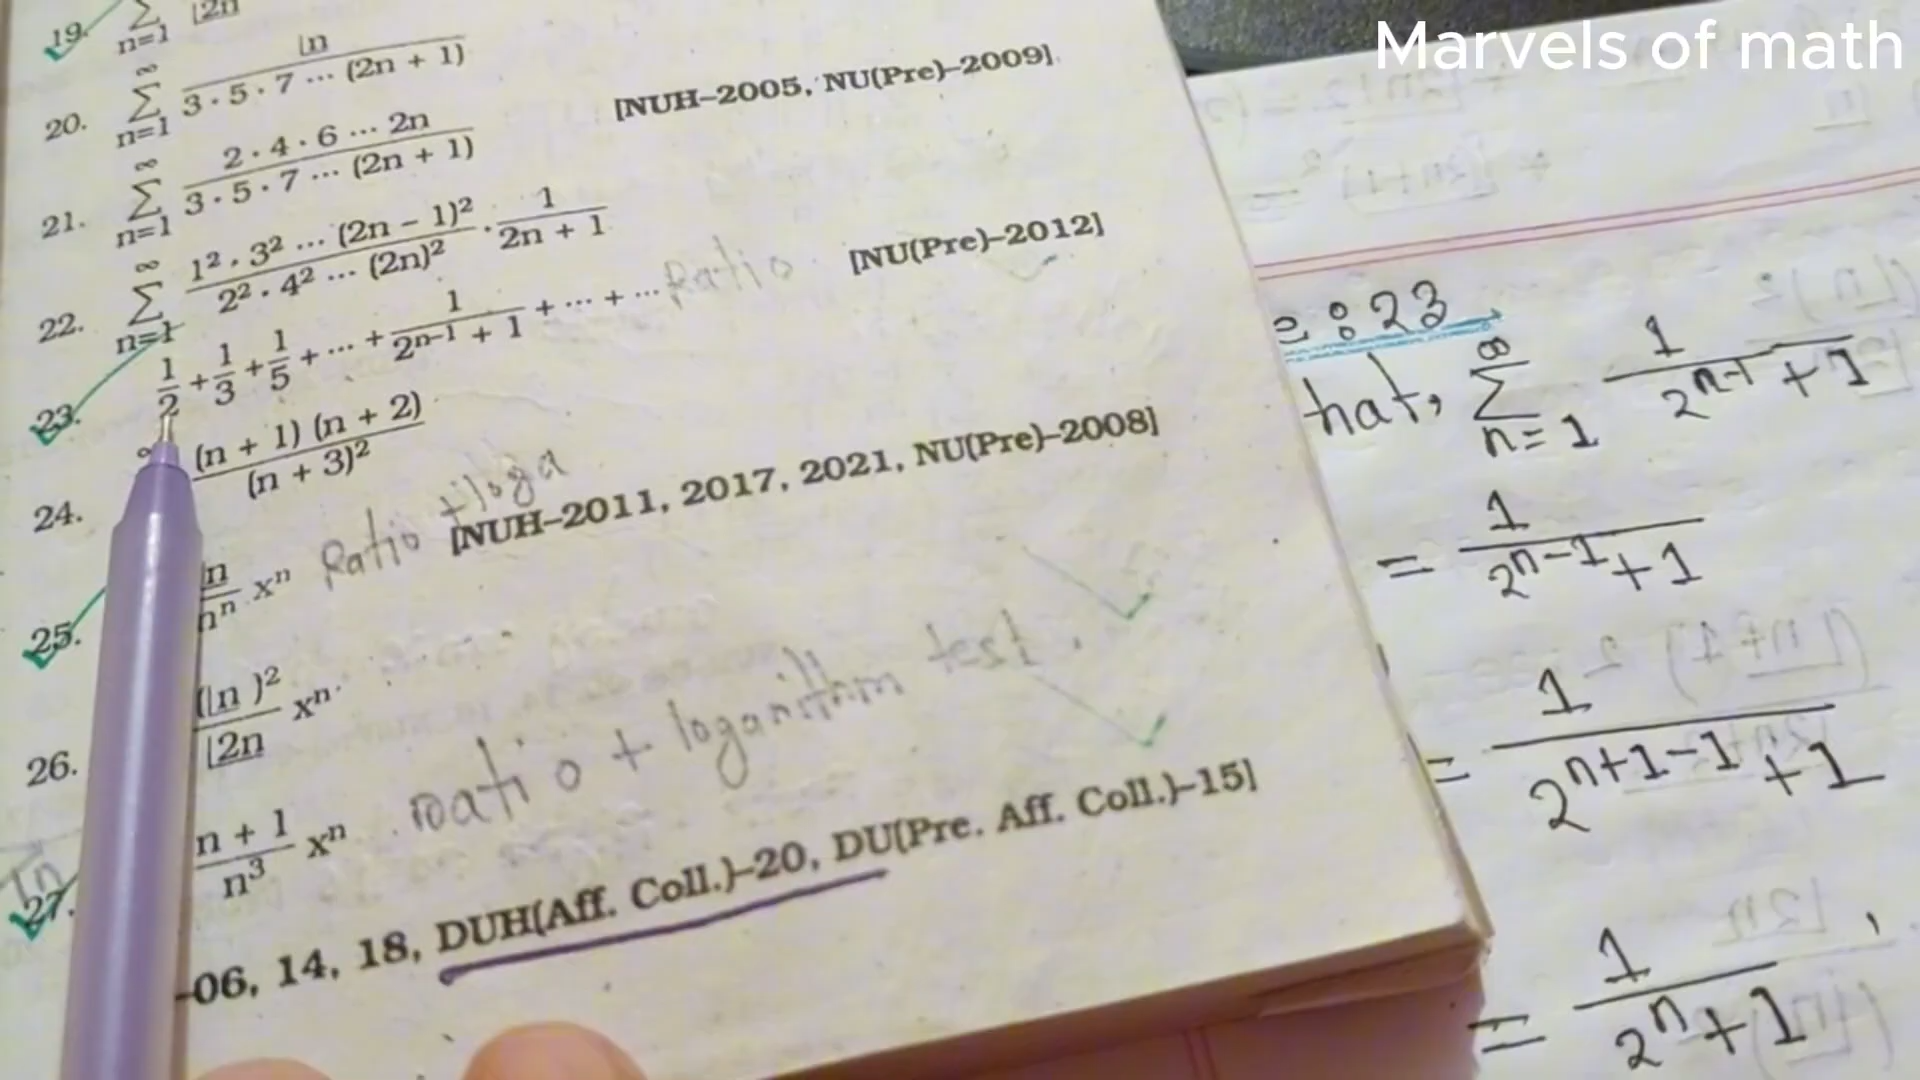 Marvels of math
19. ∑ n=1 ⌊2n
20. ∞ ∑ n=1 ⌊n / 3 · 5 · 7 ··· (2n + 1)
[NUH–2005, NU(Pre)–2009]
21. ∞ ∑ n=1 2 · 4 · 6 ··· 2n / 3 · 5 · 7 ··· (2n + 1)
22. ∞ ∑ n=1 1² · 3² ··· (2n – 1)² / 2² · 4² ··· (2n)² · 1 / 2n + 1
[NU(Pre)–2012]
23. 1/2 + 1/3 + 1/5 + ··· + 1 / 2ⁿ⁻¹ + 1 + ··· + ··· Ratio
24. (n + 1) (n + 2) / (n + 3)²
[NUH–2011, 2017, 2021, NU(Pre)–2008]
25. ⌊n / nⁿ xⁿ Ratio + loga
26. (⌊n )² / ⌊2n xⁿ
27. n + 1 / n³ xⁿ ratio + logarithm test.
–06, 14, 18, DUH(Aff. Coll.)–20, DU(Pre. Aff. Coll.)–15]
e : 23
hat, ∞ ∑ n = 1 1 / 2ⁿ⁻¹ + 1
= 1 / 2ⁿ⁻¹ + 1
= 1 / 2ⁿ⁺¹⁻¹ + 1
= 1 / 2ⁿ + 1